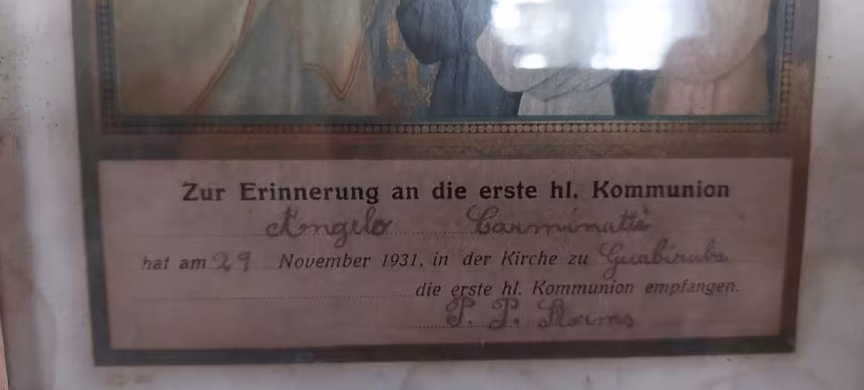 Zur Erinnerung an die erste hl. Kommunion
Angelo Carminatti
hat am 29 November 1931, in der Kirche zu Guabiruba
die erste hl. Kommunion empfangen.
P. P.